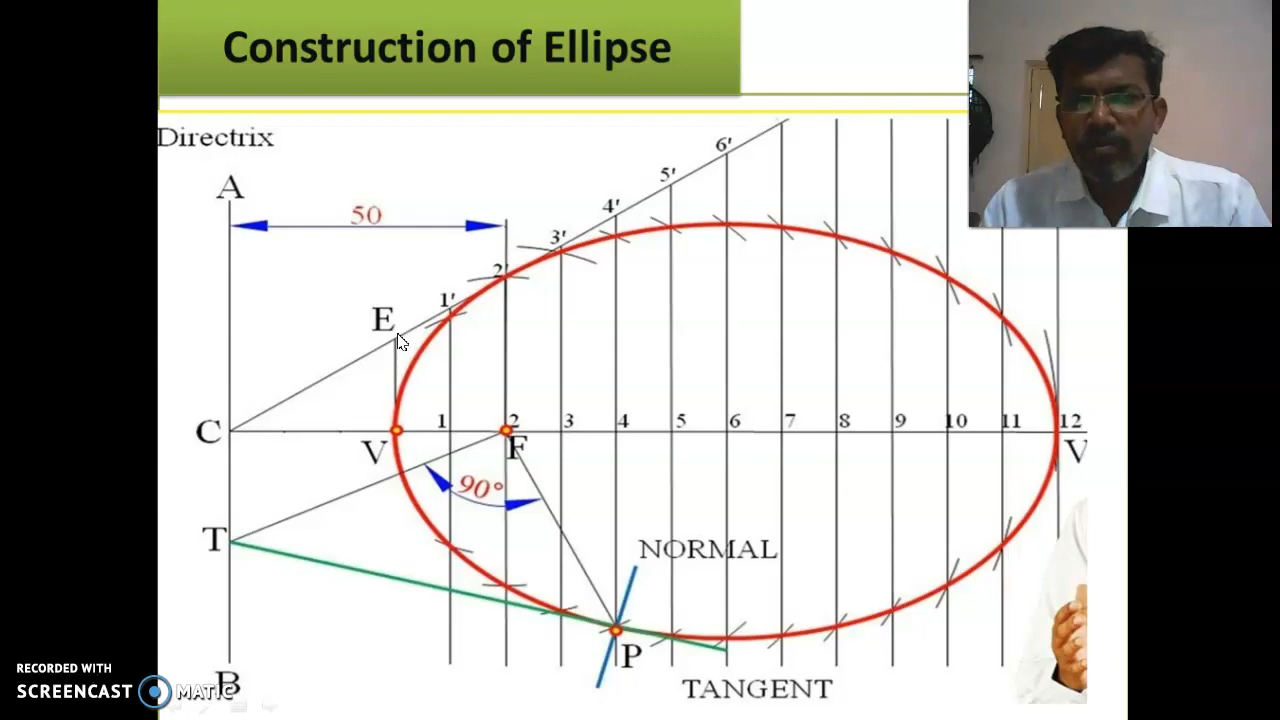 Construction of Ellipse
Directrix
A
50
6'
5'
4'
3'
2'
1'
E
C
V
1 2 3 4 5 6 7 8 9 10 11 12
F
V
90°
T
NORMAL
P
TANGENT
B
RECORDED WITH
SCREENCAST MATIC